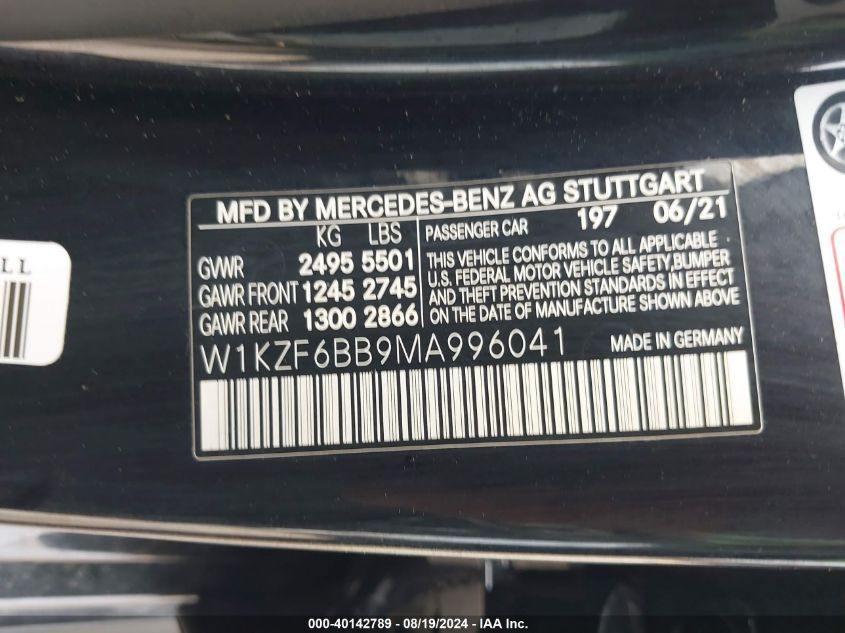 MFD BY MERCEDES-BENZ AG STUTTGART
KG LBS
GVWR 2495 5501
GAWR FRONT 1245 2745
GAWR REAR 1300 2866
PASSENGER CAR 197 06/21
THIS VEHICLE CONFORMS TO ALL APPLICABLE
U.S. FEDERAL MOTOR VEHICLE SAFETY,BUMPER
AND THEFT PREVENTION STANDARDS IN EFFECT
ON THE DATE OF MANUFACTURE SHOWN ABOVE
W1KZF6BB9MA996041 MADE IN GERMANY
LL
000-40142789 - 08/19/2024 - IAA Inc.